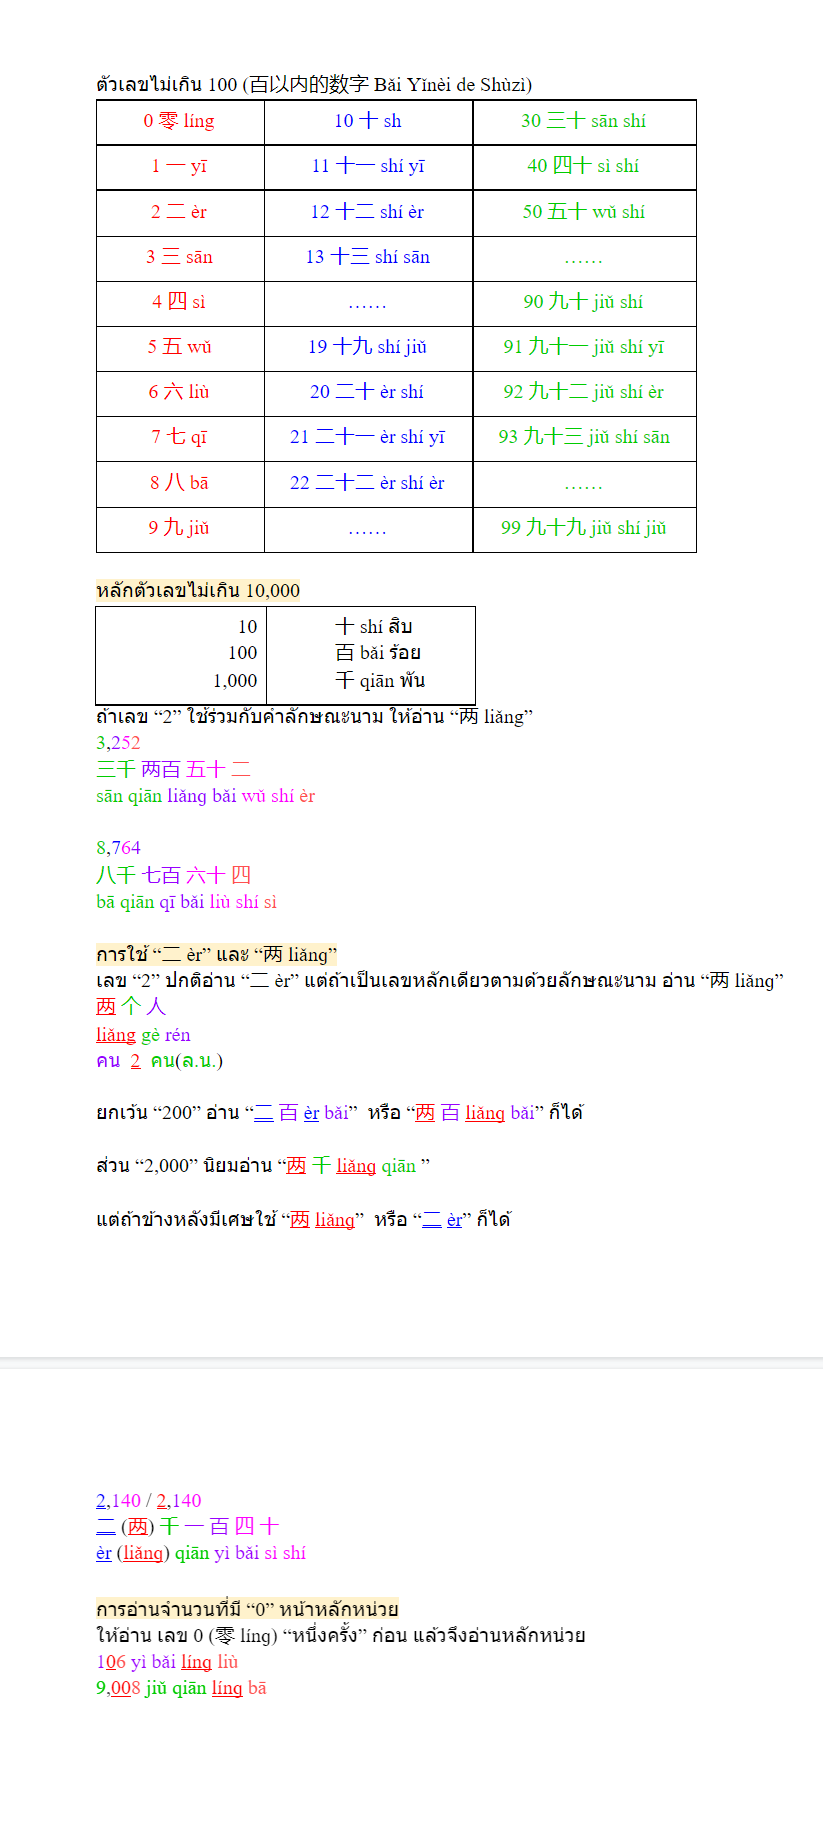 ตัวเลขไม่เกิน 100 (百以内的数字 Bǎi Yǐnèi de Shùzì)
0 零 líng 10 十 sh 30 三十 sān shí
1 一 yī 11 十一 shí yī 40 四十 sì shí
2 二 èr 12 十二 shí èr 50 五十 wǔ shí
3 三 sān 13 十三 shí sān ……
4 四 sì …… 90 九十 jiǔ shí
5 五 wǔ 19 十九 shí jiǔ 91 九十一 jiǔ shí yī
6 六 liù 20 二十 èr shí 92 九十二 jiǔ shí èr
7 七 qī 21 二十一 èr shí yī 93 九十三 jiǔ shí sān
8 八 bā 22 二十二 èr shí èr ……
9 九 jiǔ …… 99 九十九 jiǔ shí jiǔ
หลักตัวเลขไม่เกิน 10,000
10 十 shí สิบ
100 百 bǎi ร้อย
1,000 千 qiān พัน
ถ้าเลข “2” ใช้ร่วมกับคำลักษณะนาม ให้อ่าน “两 liǎng”
3,252
三千 两百 五十 二
sān qiān liǎng bǎi wǔ shí èr
8,764
八千 七百 六十 四
bā qiān qī bǎi liù shí sì
การใช้ “二 èr” และ “两 liǎng”
เลข “2” ปกติอ่าน “二 èr” แต่ถ้าเป็นเลขหลักเดียวตามด้วยลักษณะนาม อ่าน “两 liǎng”
两 个 人
liǎng gè rén
คน 2 คน(ล.น.)
ยกเว้น “200” อ่าน “二 百 èr bǎi” หรือ “两 百 liǎng bǎi” ก็ได้
ส่วน “2,000” นิยมอ่าน “两 千 liǎng qiān ”
แต่ถ้าข้างหลังมีเศษใช้ “两 liǎng” หรือ “二 èr” ก็ได้
2,140 / 2,140
二 (两) 千 一 百 四 十
èr (liǎng) qiān yì bǎi sì shí
การอ่านจำนวนที่มี “0” หน้าหลักหน่วย
ให้อ่าน เลข 0 (零 líng) “หนึ่งครั้ง” ก่อน แล้วจึงอ่านหลักหน่วย
106 yì bǎi líng liù
9,008 jiǔ qiān líng bā